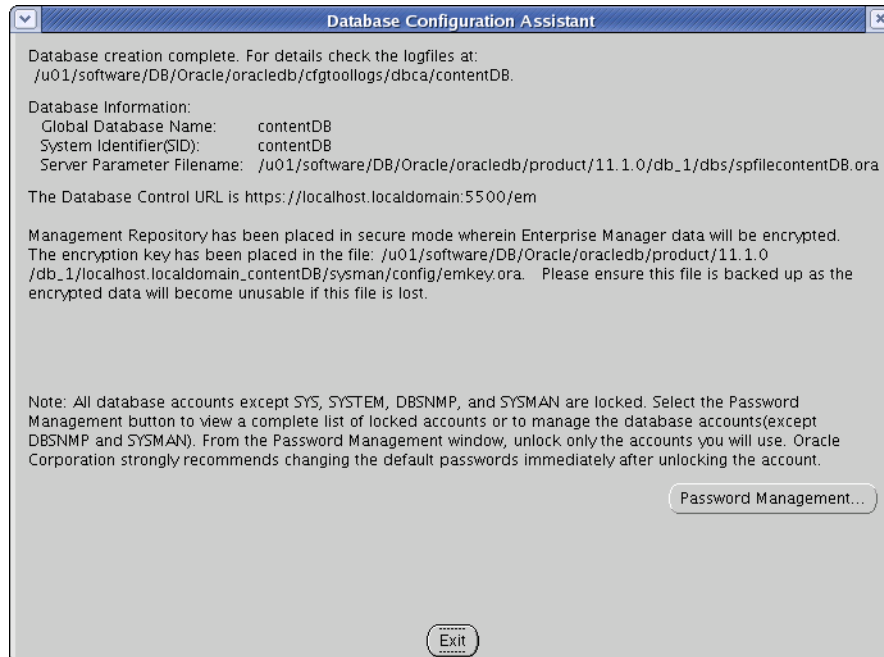 Database Configuration Assistant
Database creation complete. For details check the logfiles at:
/u01/software/DB/Oracle/oracledb/cfgtoollogs/dbca/contentDB.
Database Information:
Global Database Name: contentDB
System Identifier(SID): contentDB
Server Parameter Filename: /u01/software/DB/Oracle/oracledb/product/11.1.0/db_1/dbs/spfilecontentDB.ora
The Database Control URL is https://localhost.localdomain:5500/em
Management Repository has been placed in secure mode wherein Enterprise Manager data will be encrypted.
The encryption key has been placed in the file: /u01/software/DB/Oracle/oracledb/product/11.1.0
/db_1/localhost.localdomain_contentDB/sysman/config/emkey.ora. Please ensure this file is backed up as the
encrypted data will become unusable if this file is lost.
Note: All database accounts except SYS, SYSTEM, DBSNMP, and SYSMAN are locked. Select the Password
Management button to view a complete list of locked accounts or to manage the database accounts(except
DBSNMP and SYSMAN). From the Password Management window, unlock only the accounts you will use. Oracle
Corporation strongly recommends changing the default passwords immediately after unlocking the account.
Password Management...
Exit